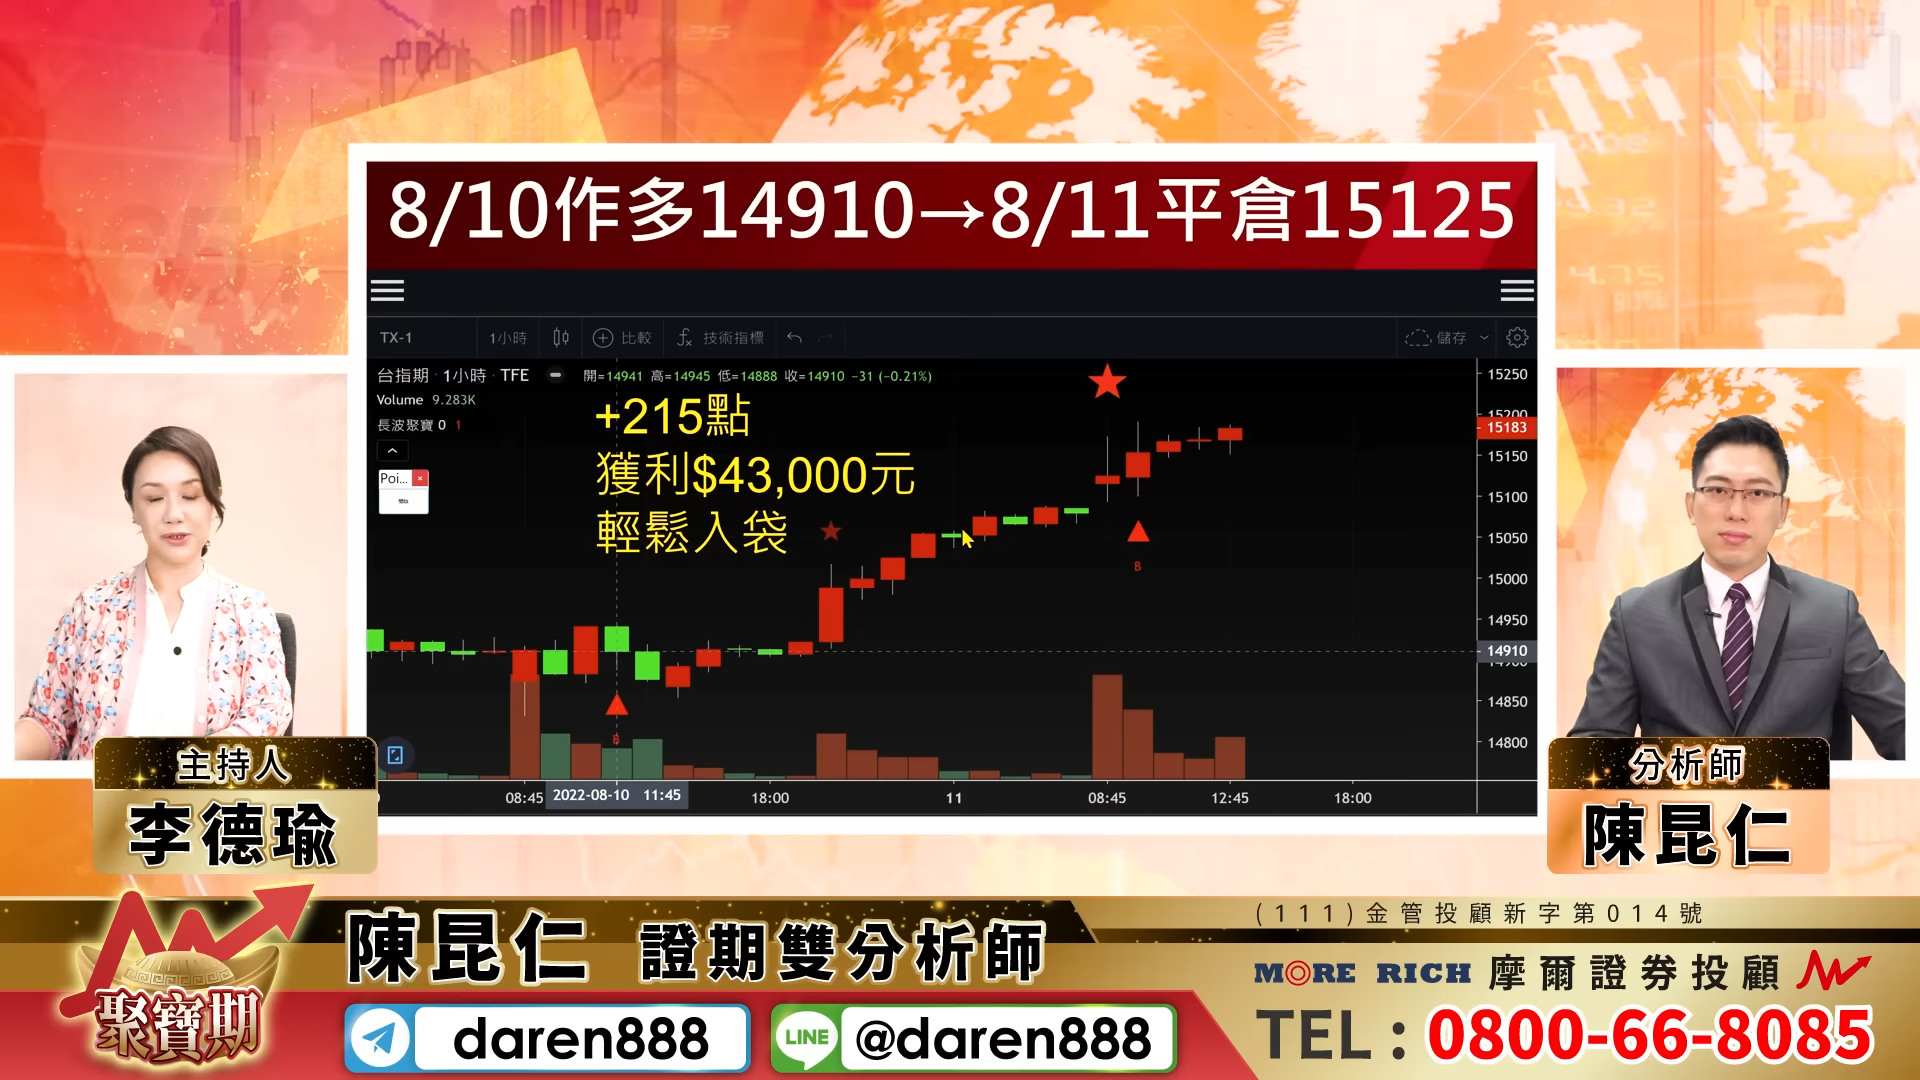 8/10作多14910→8/11平倉15125
TX-1
1小時
比較
技術指標
儲存
台指期 · 1小時 · TFE
開=14941 高=14945 低=14888 收=14910 −31 (−0.21%)
Volume 9.283K
長波聚寶 0 1
Poi... ×
+215點
獲利$43,000元
輕鬆入袋
B
B
15250
15200
15183
15150
15100
15050
15000
14950
14910
14850
14800
08:45
2022-08-10 11:45
18:00
11
08:45
12:45
18:00
主持人
李德瑜
分析師
陳昆仁
聚寶期
陳昆仁 證期雙分析師
daren888
LINE
@daren888
(111)金管投顧新字第014號
MORE RICH 摩爾證券投顧
TEL：0800-66-8085